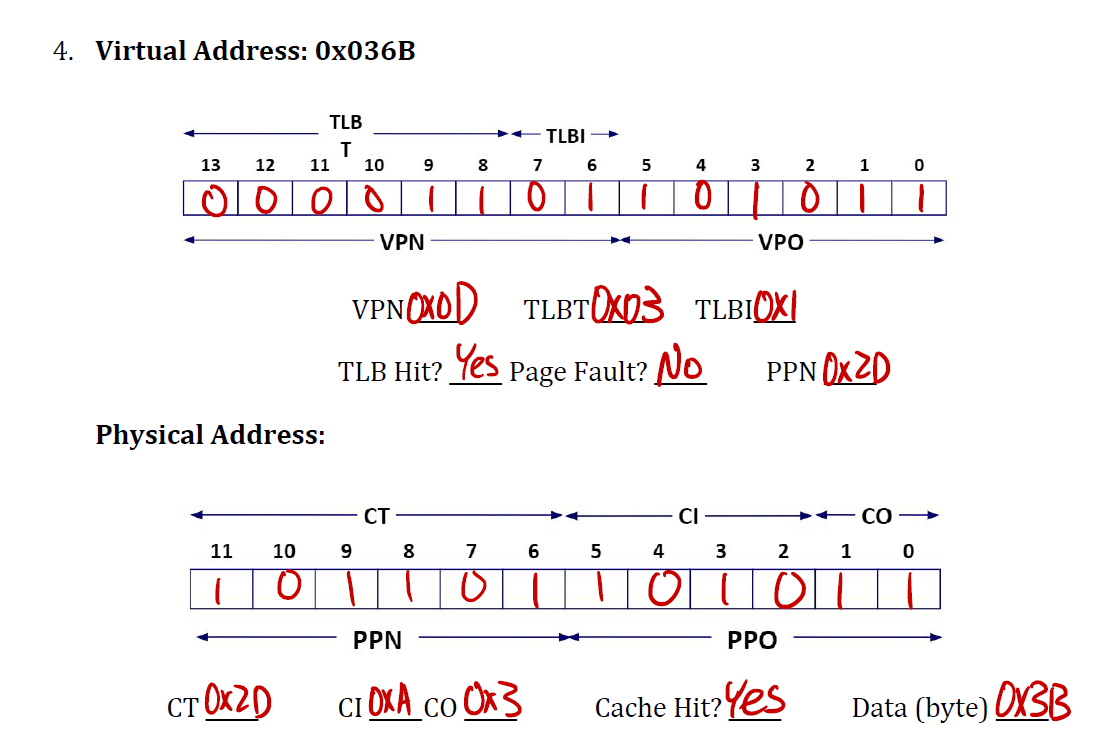 4. Virtual Address: 0x036B
TLB
T
TLBI
13 12 11 10 9 8 7 6 5 4 3 2 1 0
0 0 0 0 1 1 0 1 1 0 1 0 1 1
VPN VPO
VPN 0x0D TLBT 0x03 TLBI 0x1
TLB Hit? Yes Page Fault? No PPN 0x2D
Physical Address:
CT CI CO
11 10 9 8 7 6 5 4 3 2 1 0
1 0 1 1 0 1 1 0 1 0 1 1
PPN PPO
CT 0x2D CI 0xA CO 0x3 Cache Hit? Yes Data (byte) 0x3B